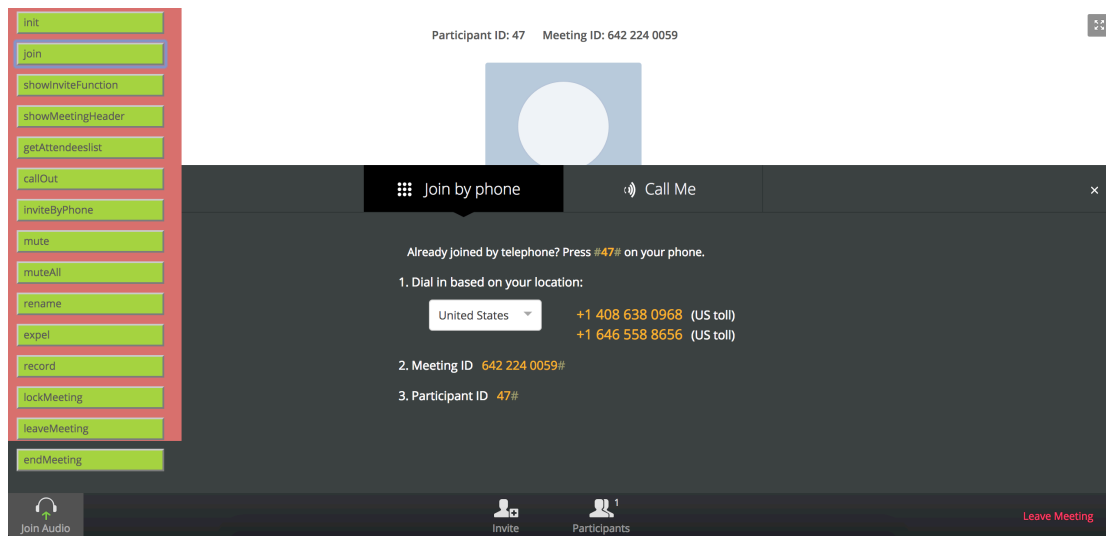 init
join
showInviteFunction
showMeetingHeader
getAttendeeslist
callOut
inviteByPhone
mute
muteAll
rename
expel
record
lockMeeting
leaveMeeting
endMeeting
Participant ID: 47 Meeting ID: 642 224 0059
Join by phone
Call Me
×
Already joined by telephone? Press #47# on your phone.
1. Dial in based on your location:
United States
+1 408 638 0968 (US toll)
+1 646 558 8656 (US toll)
2. Meeting ID 642 224 0059#
3. Participant ID 47#
Join Audio
Invite
1
Participants
Leave Meeting